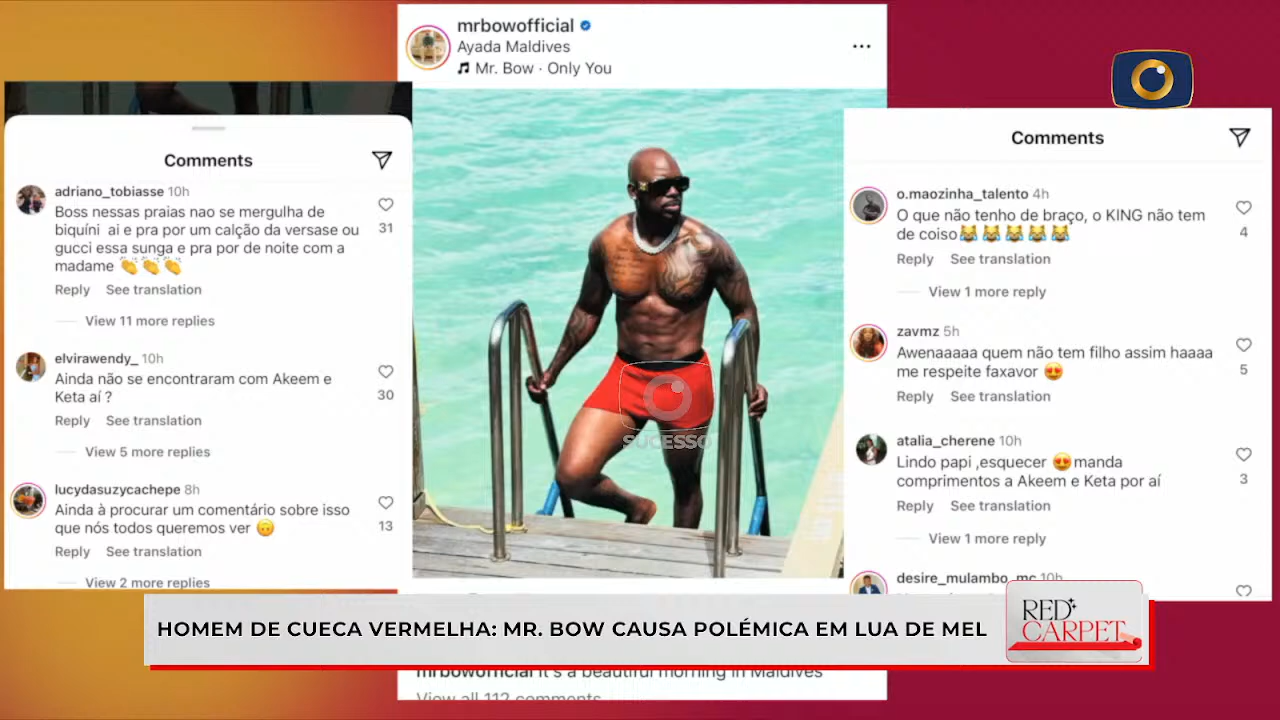 mrbowofficial
Ayada Maldives
Mr. Bow · Only You
Comments
adriano_tobiasse 10h
Boss nessas praias nao se mergulha de
biquíni ai e pra por um calção da versase ou
gucci essa sunga e pra por de noite com a
madame 👏👏👏
31
Reply See translation
View 11 more replies
elvirawendy_ 10h
Ainda não se encontraram com Akeem e
Keta aí ?
30
Reply See translation
View 5 more replies
lucydasuzycachepe 8h
Ainda à procurar um comentário sobre isso
que nós todos queremos ver 🙃
13
Reply See translation
View 2 more replies
SUCESSO
Comments
o.maozinha_talento 4h
O que não tenho de braço, o KING não tem
de coiso😹😹😹😹😹
4
Reply See translation
View 1 more reply
zavmz 5h
Awenaaaaa quem não tem filho assim haaaa
me respeite faxavor 😍
5
Reply See translation
atalia_cherene 10h
Lindo papi ,esquecer 😍manda
comprimentos a Akeem e Keta por aí
3
Reply See translation
View 1 more reply
desire_mulambo_mc 10h
HOMEM DE CUECA VERMELHA: MR. BOW CAUSA POLÉMICA EM LUA DE MEL
RED
CARPET
mrbowofficial It's a beautiful morning in Maldives
View all 112 comments